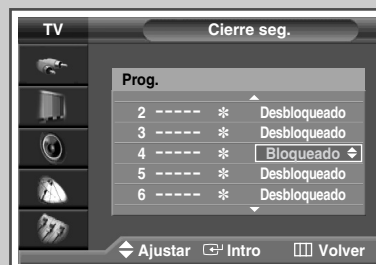 TV Cierre seg.
Prog.
2 ----- ✻ Desbloqueado
3 ----- ✻ Desbloqueado
4 ----- ✻ Bloqueado
5 ----- ✻ Desbloqueado
6 ----- ✻ Desbloqueado
Ajustar Intro Volver